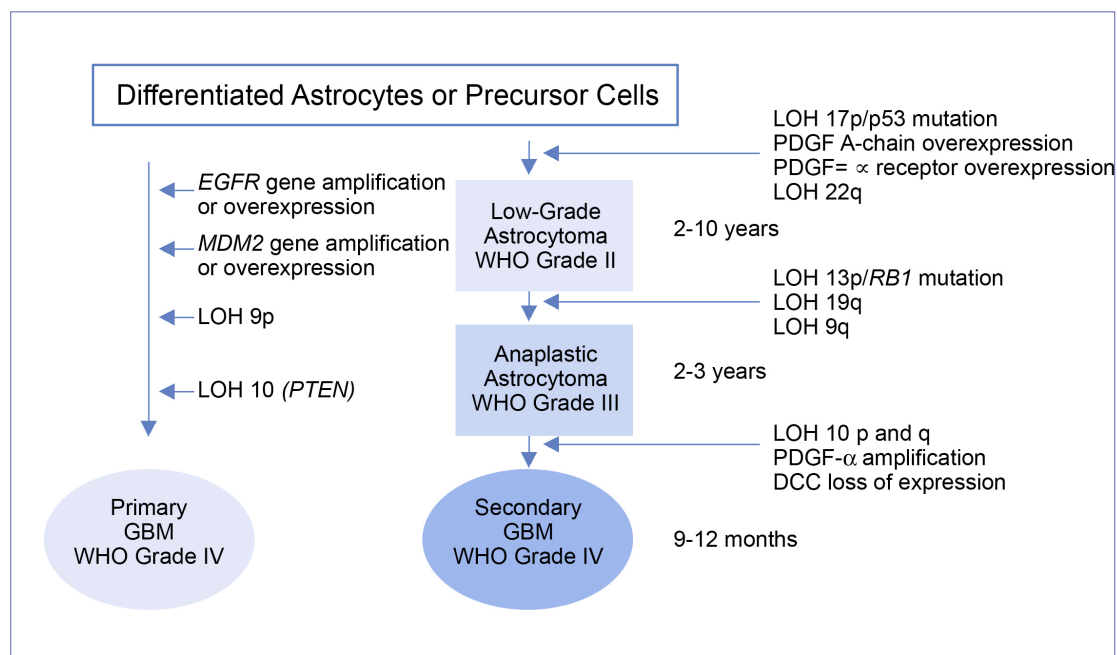 Differentiated Astrocytes or Precursor Cells
EGFR gene amplification
or overexpression
MDM2 gene amplification
or overexpression
LOH 9p
LOH 10 (PTEN)
Primary
GBM
WHO Grade IV
LOH 17p/p53 mutation
PDGF A-chain overexpression
PDGF= ∝ receptor overexpression
LOH 22q
Low-Grade
Astrocytoma
WHO Grade II
2-10 years
LOH 13p/RB1 mutation
LOH 19q
LOH 9q
Anaplastic
Astrocytoma
WHO Grade III
2-3 years
LOH 10 p and q
PDGF-α amplification
DCC loss of expression
Secondary
GBM
WHO Grade IV
9-12 months